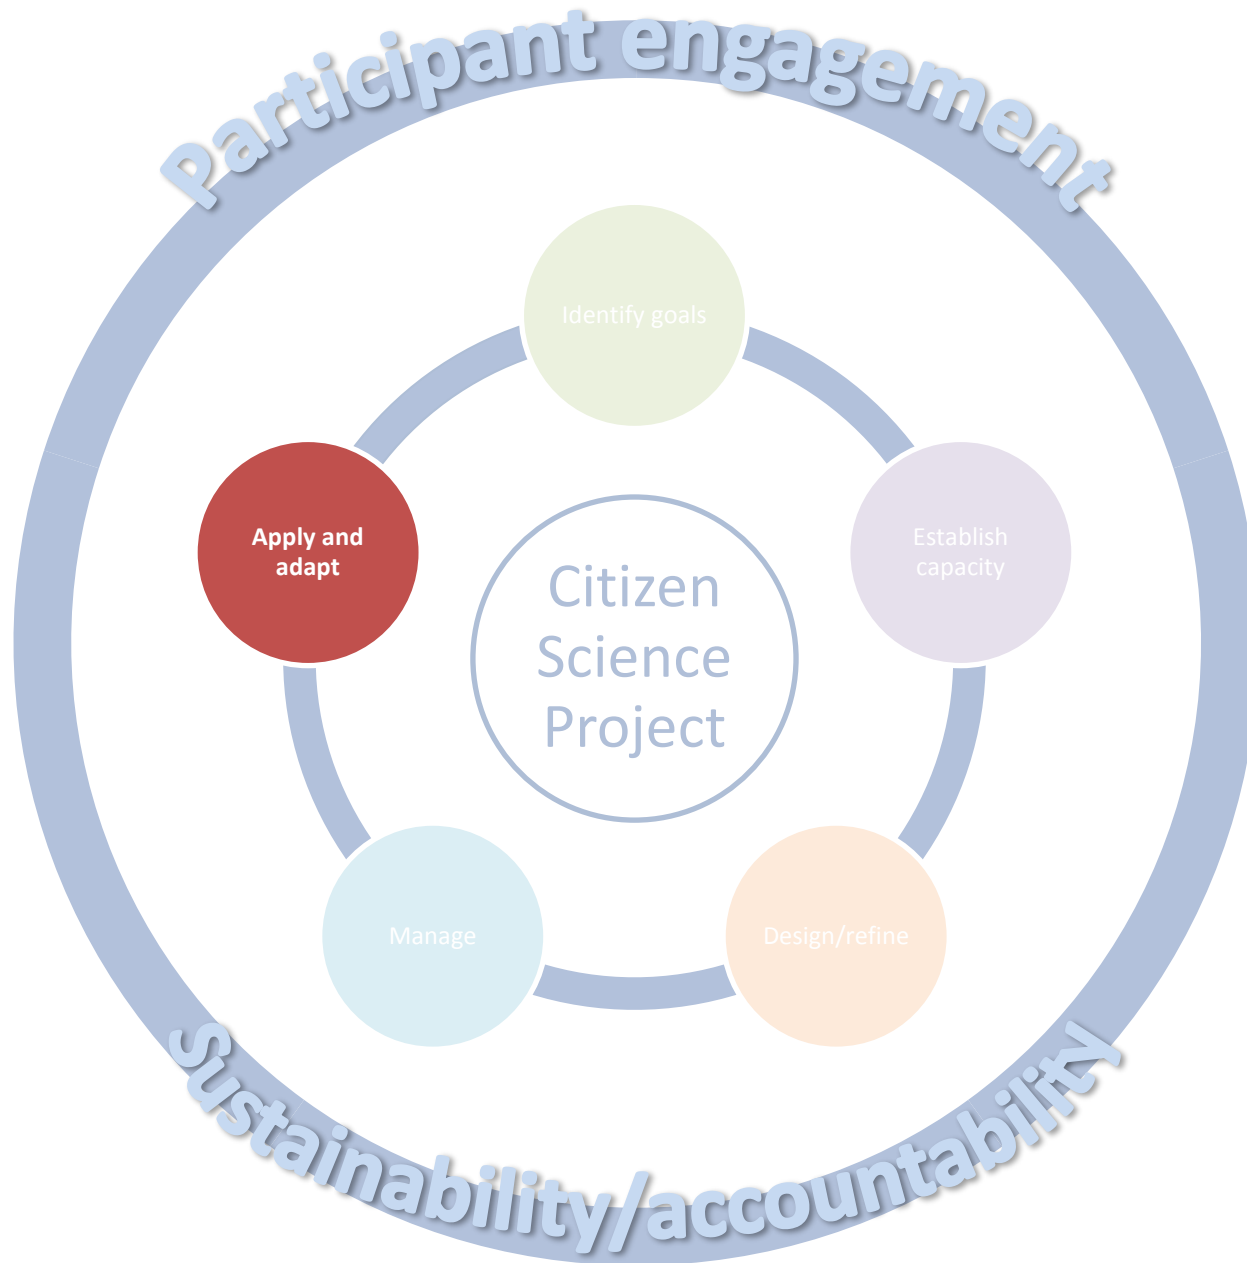 Participant engagement
Identify goals
Apply and
adapt
Establish
capacity
Citizen
Science
Project
Manage
Design/refine
Sustainability/accountability